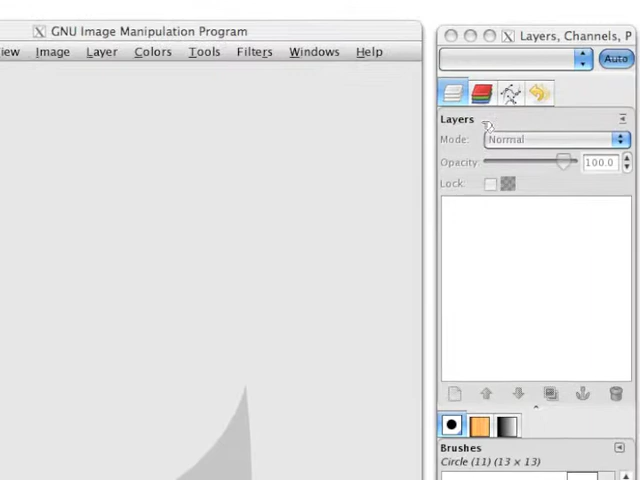 GNU Image Manipulation Program
iew Image Layer Colors Tools Filters Windows Help
Layers, Channels, P
Auto
Layers
Mode: Normal
Opacity: 100.0
Lock:
Brushes
Circle (11) (13 × 13)